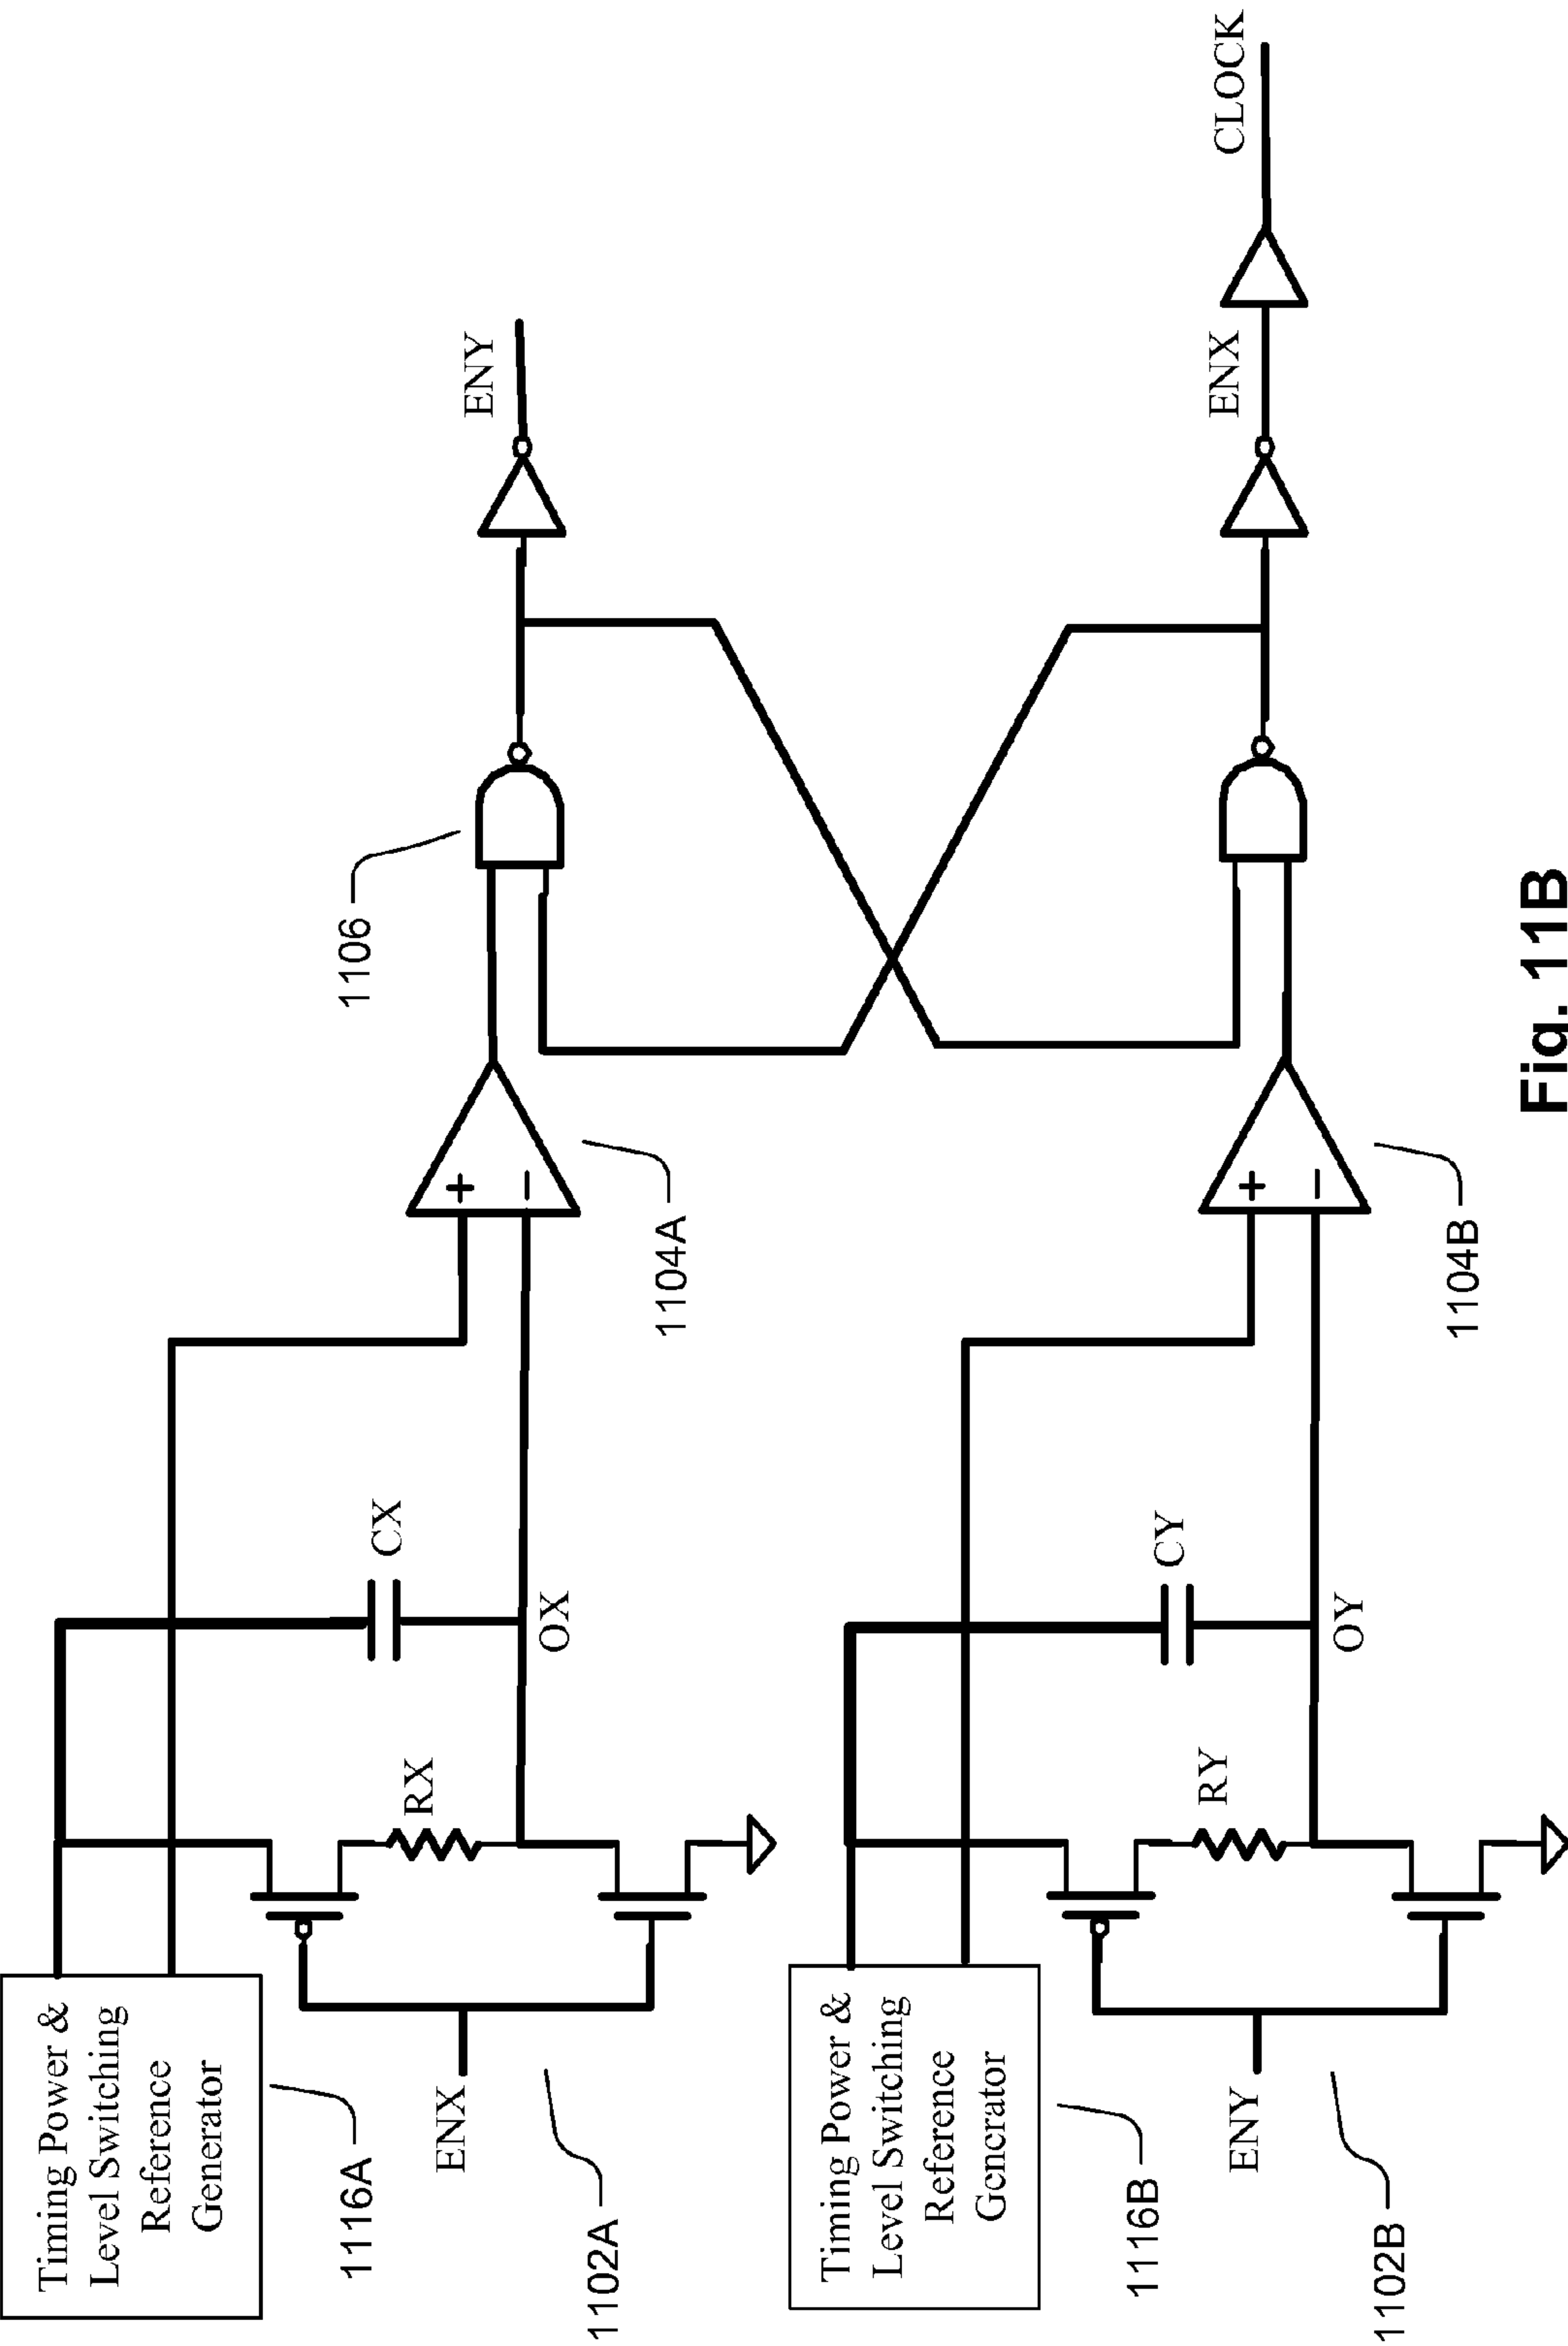 Timing Power &
Level Switching
Reference
Generator
1116A
ENX
1102A
RX
CX
OX
+
−
1104A
1106
ENY
Timing Power &
Level Switching
Reference
Generator
1116B
ENY
1102B
RY
CY
OY
+
−
1104B
ENX
CLOCK
Fig. 11B